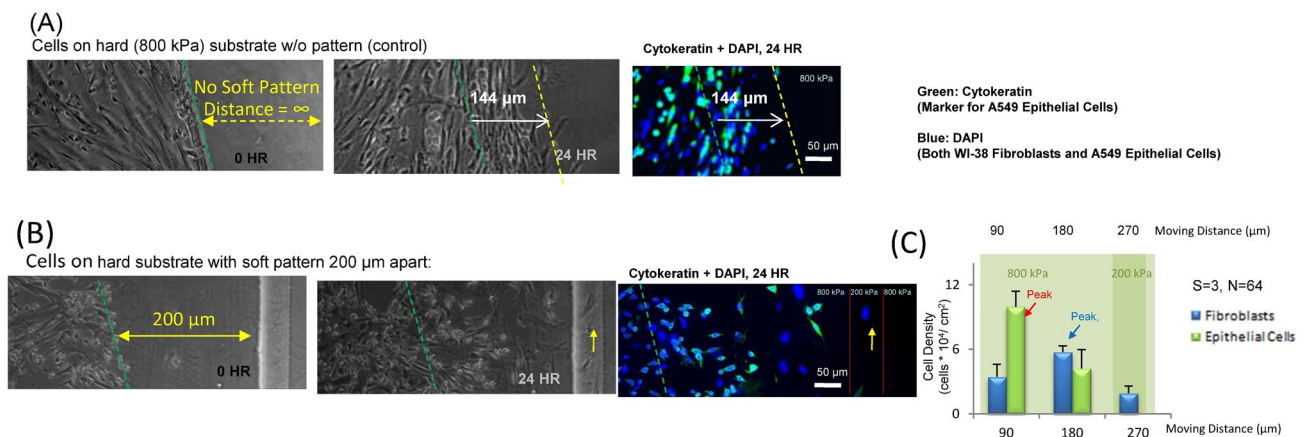 (A)
Cells on hard (800 kPa) substrate w/o pattern (control)
No Soft Pattern
Distance = ∞
0 HR
144 µm
24 HR
Cytokeratin + DAPI, 24 HR
800 kPa
144 µm
50 µm
Green: Cytokeratin
(Marker for A549 Epithelial Cells)
Blue: DAPI
(Both WI-38 Fibroblasts and A549 Epithelial Cells)
(B)
Cells on hard substrate with soft pattern 200 µm apart:
200 µm
0 HR
24 HR
Cytokeratin + DAPI, 24 HR
800 kPa
200 kPa
800 kPa
50 µm
(C)
90 180 270 Moving Distance (µm)
800 kPa
200 kPa
Peak
Peak,
12
6
0
Cell Density
(cells * 10⁴/ cm²)
S=3, N=64
Fibroblasts
Epithelial Cells
90 180 270 Moving Distance (µm)